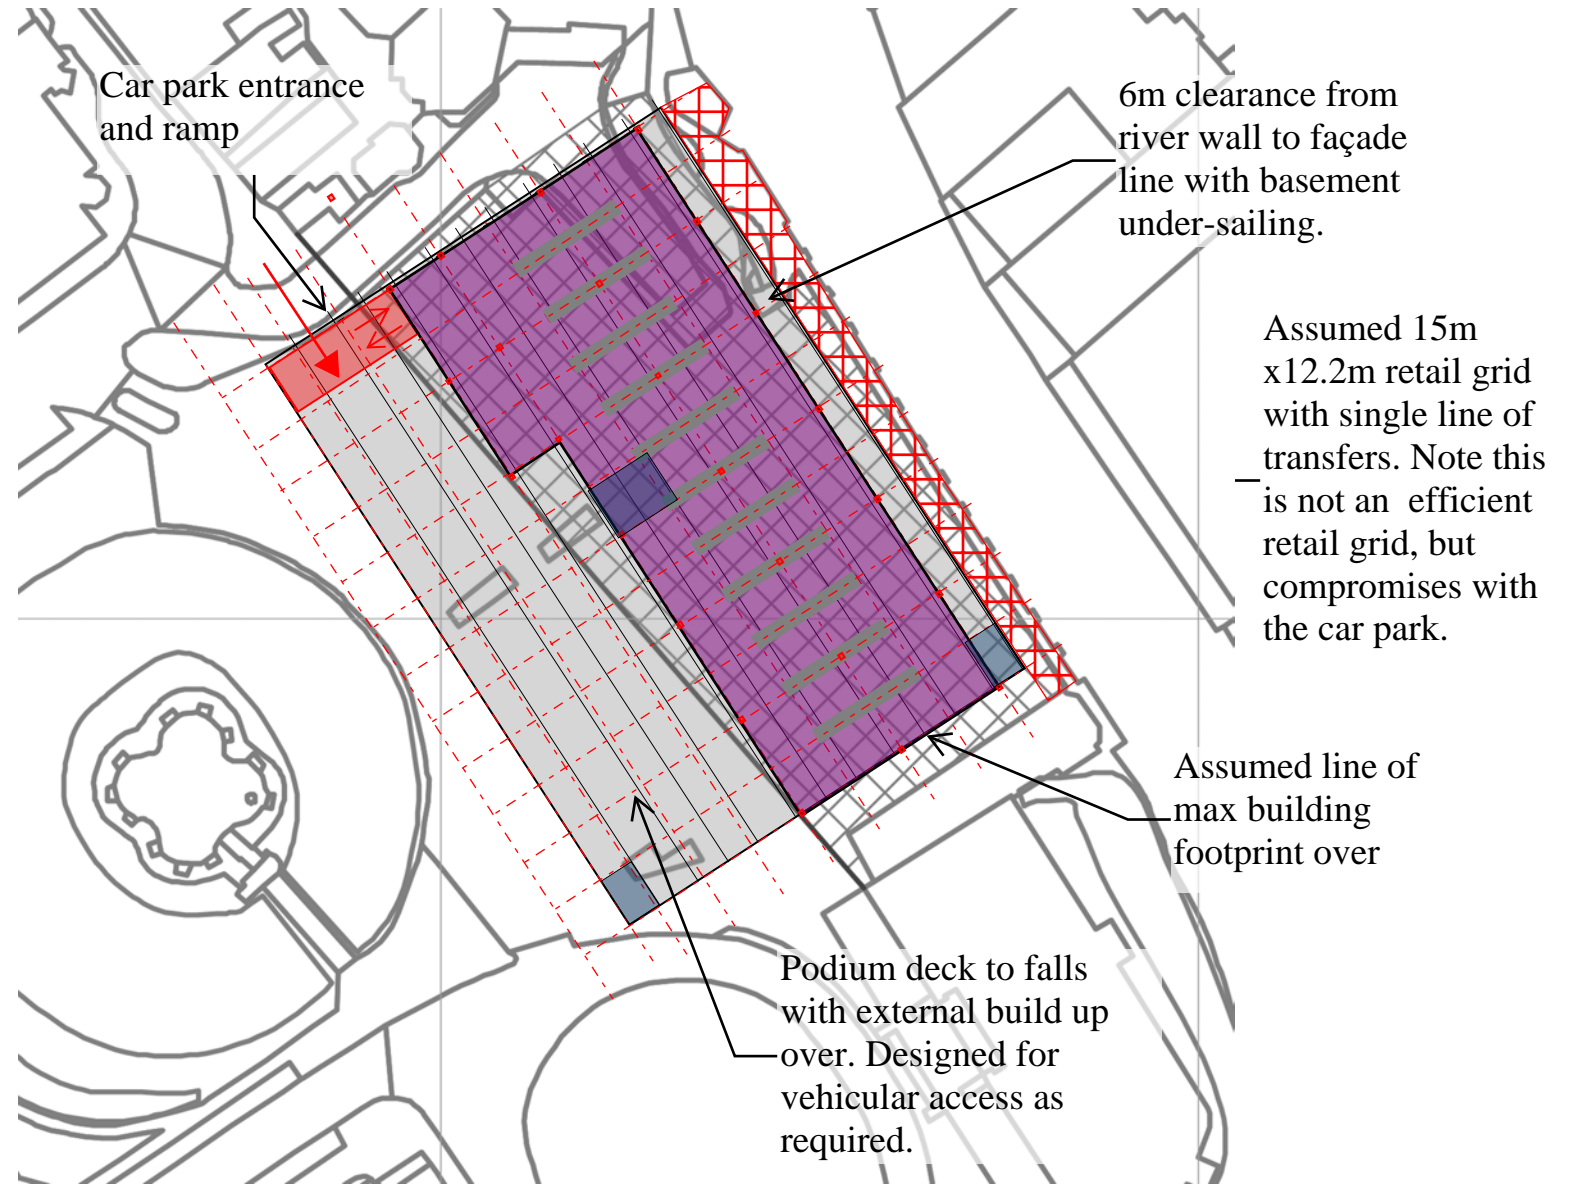 Car park entrance
and ramp
6m clearance from
river wall to façade
line with basement
under-sailing.
Assumed 15m
x12.2m retail grid
with single line of
transfers. Note this
is not an efficient
retail grid, but
compromises with
the car park.
Assumed line of
max building
footprint over
Podium deck to falls
with external build up
over. Designed for
vehicular access as
required.